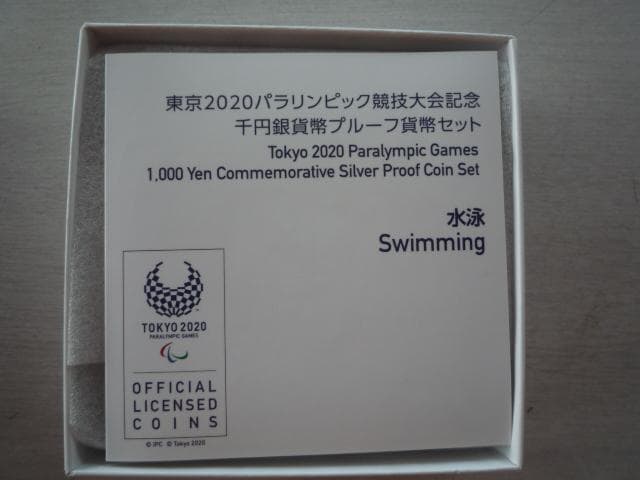 東京2020パラリンピック競技大会記念
千円銀貨幣プルーフ貨幣セット
Tokyo 2020 Paralympic Games
1,000 Yen Commemorative Silver Proof Coin Set
水泳
Swimming
TOKYO 2020
PARALYMPIC GAMES
OFFICIAL
LICENSED
COINS
© IPC © Tokyo 2020